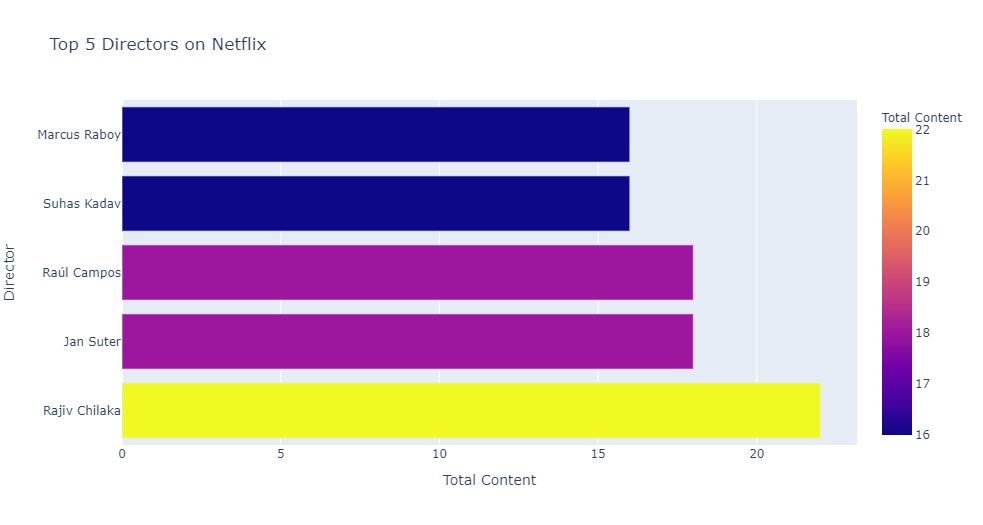 Top 5 Directors on Netflix
Director
Marcus Raboy
Suhas Kadav
Raúl Campos
Jan Suter
Rajiv Chilaka
0 5 10 15 20
Total Content
Total Content
22
21
20
19
18
17
16